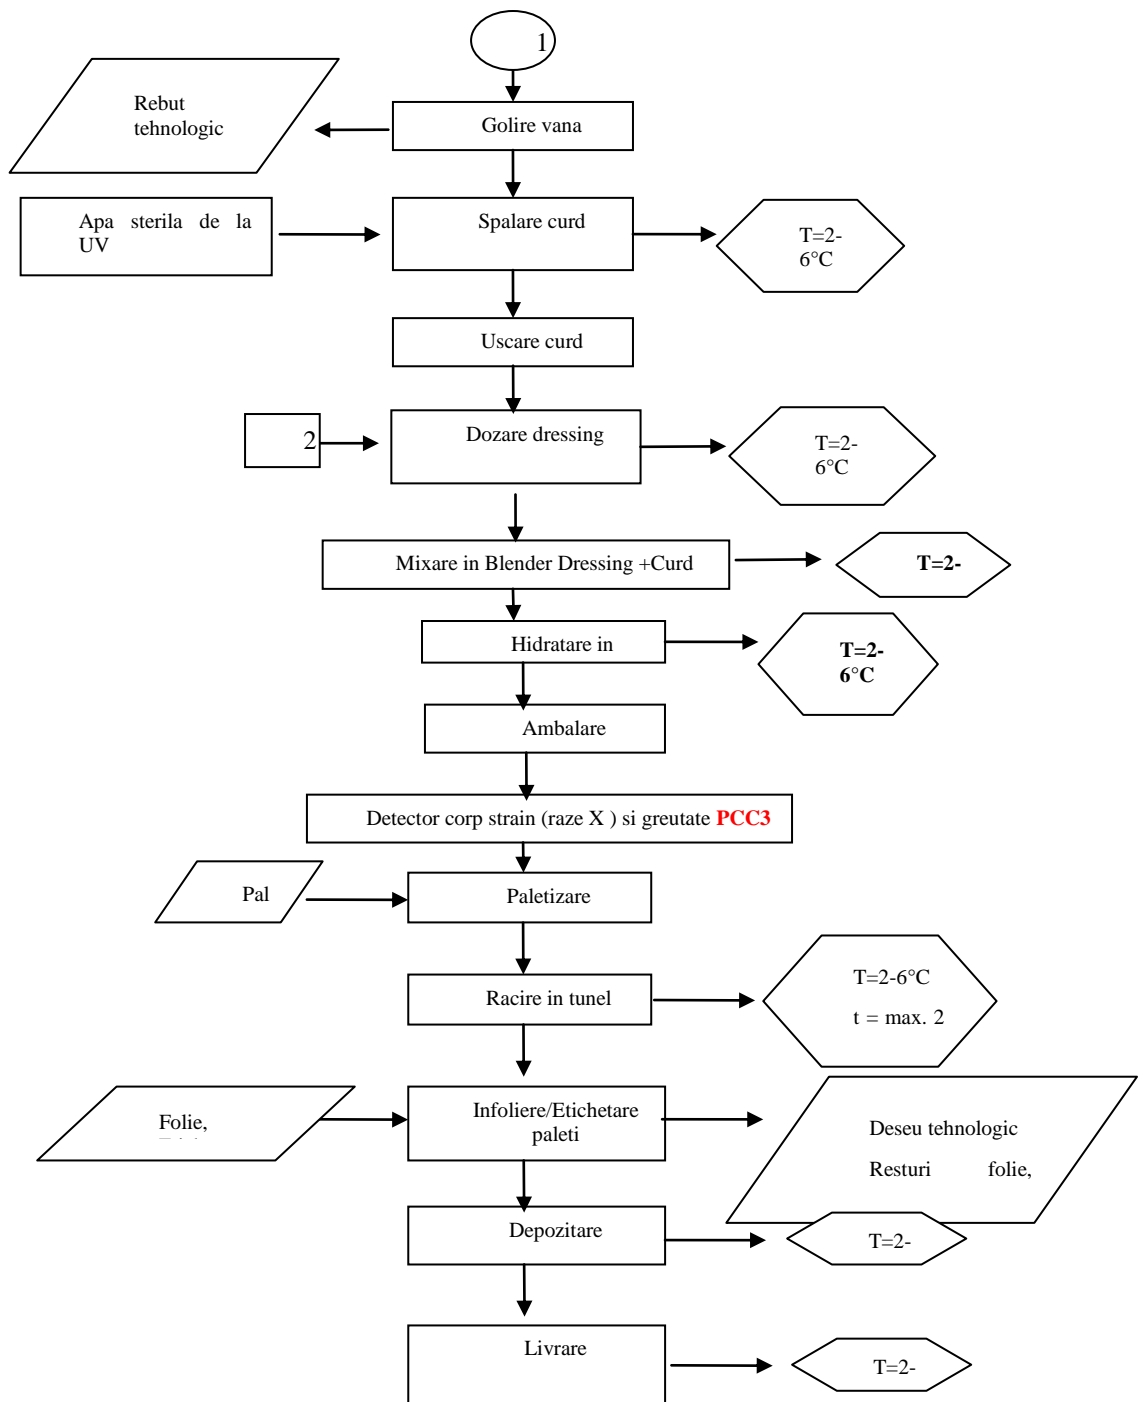 1
Rebut
tehnologic
Golire vana
Apa sterila de la
UV
Spalare curd
T=2-
6°C
Uscare curd
2
Dozare dressing
T=2-
6°C
Mixare in Blender Dressing +Curd
T=2-
Hidratare in
T=2-
6°C
Ambalare
Detector corp strain (raze X ) si greutate PCC3
Pal
Paletizare
Racire in tunel
T=2-6°C
t = max. 2
Folie,
Infoliere/Etichetare
paleti
Deseu tehnologic
Resturi folie,
Depozitare
T=2-
Livrare
T=2-